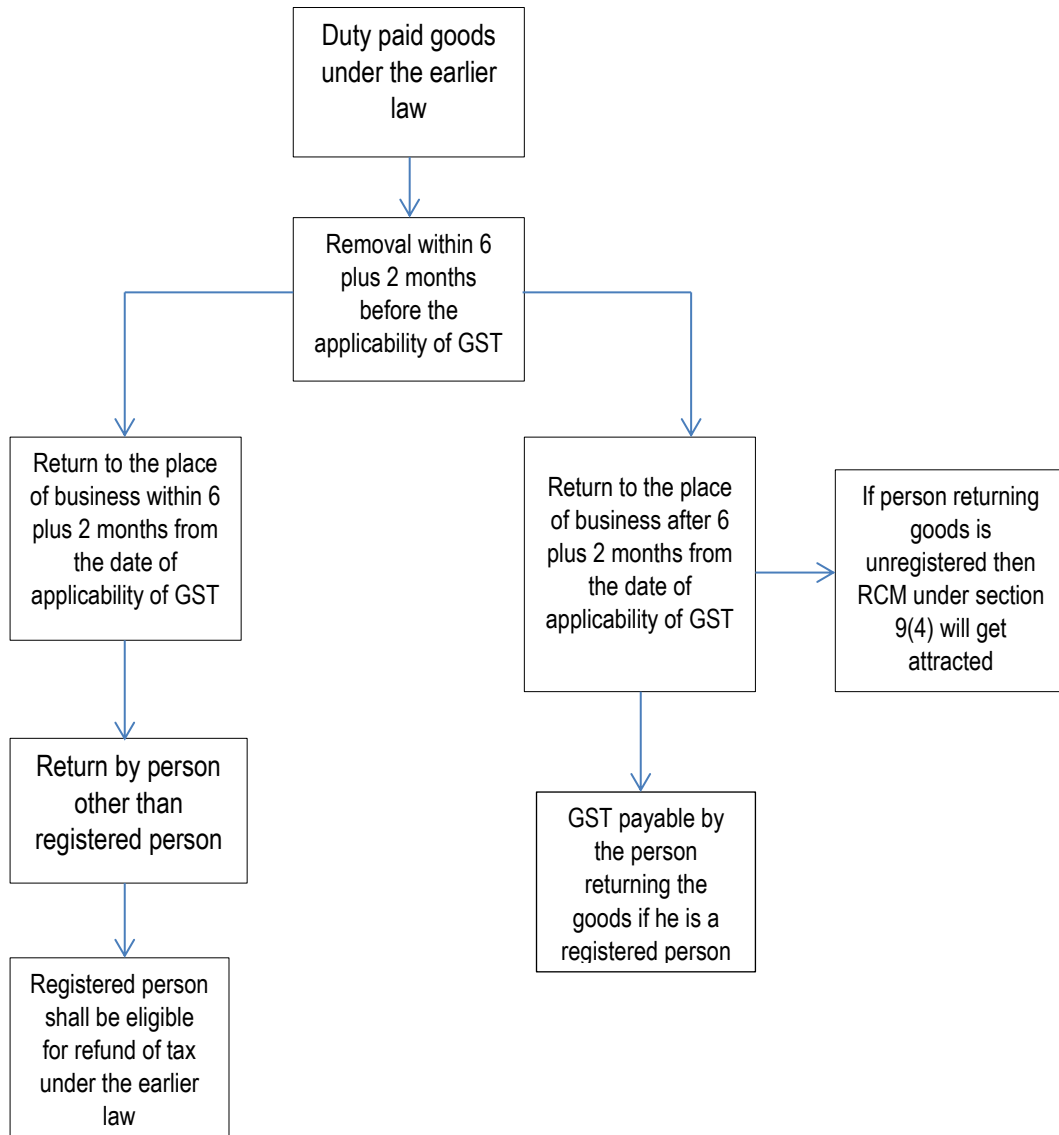 Duty paid goods
under the earlier
law
Removal within 6
plus 2 months
before the
applicability of GST
Return to the place
of business within 6
plus 2 months from
the date of
applicability of GST
Return to the place
of business after 6
plus 2 months from
the date of
applicability of GST
If person returning
goods is
unregistered then
RCM under section
9(4) will get
attracted
Return by person
other than
registered person
GST payable by
the person
returning the
goods if he is a
registered person
Registered person
shall be eligible
for refund of tax
under the earlier
law